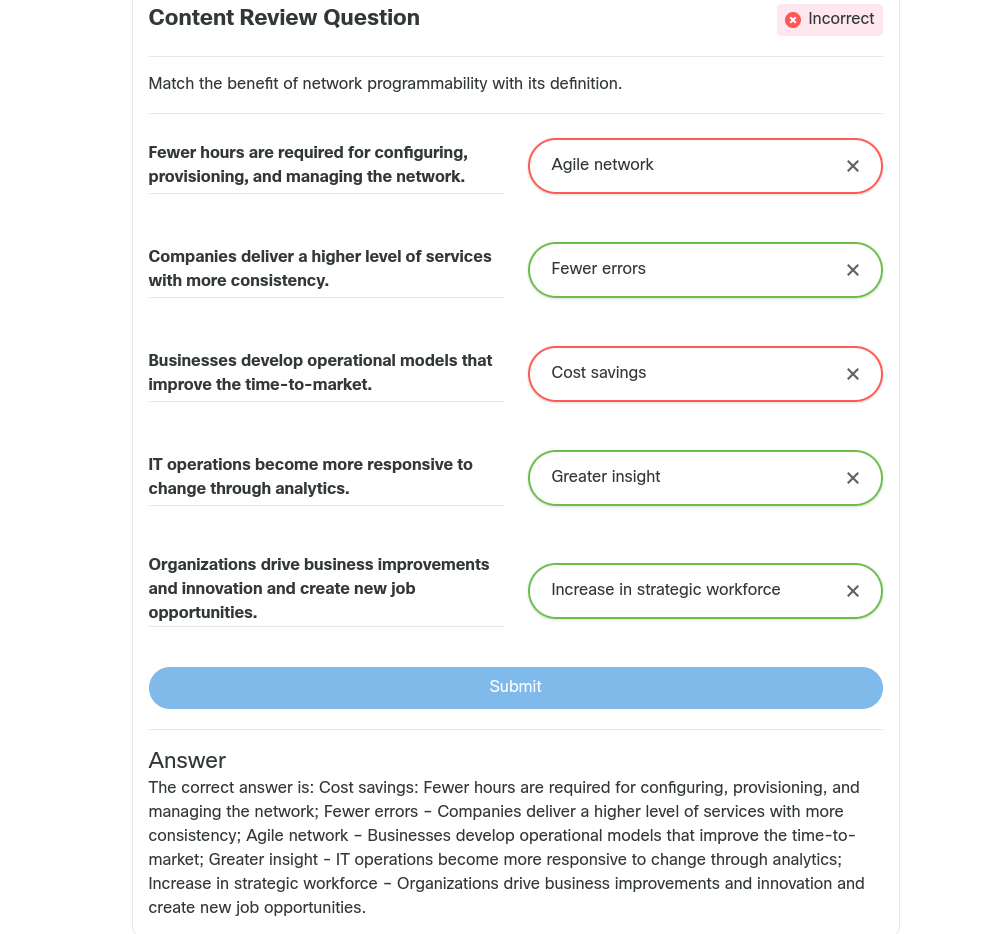 Content Review Question
Incorrect
Match the benefit of network programmability with its definition.
Fewer hours are required for configuring,
provisioning, and managing the network.
Agile network
Companies deliver a higher level of services
with more consistency.
Fewer errors
Businesses develop operational models that
improve the time-to-market.
Cost savings
IT operations become more responsive to
change through analytics.
Greater insight
Organizations drive business improvements
and innovation and create new job
opportunities.
Increase in strategic workforce
Submit
Answer
The correct answer is: Cost savings: Fewer hours are required for configuring, provisioning, and
managing the network; Fewer errors – Companies deliver a higher level of services with more
consistency; Agile network – Businesses develop operational models that improve the time-to-
market; Greater insight - IT operations become more responsive to change through analytics;
Increase in strategic workforce – Organizations drive business improvements and innovation and
create new job opportunities.